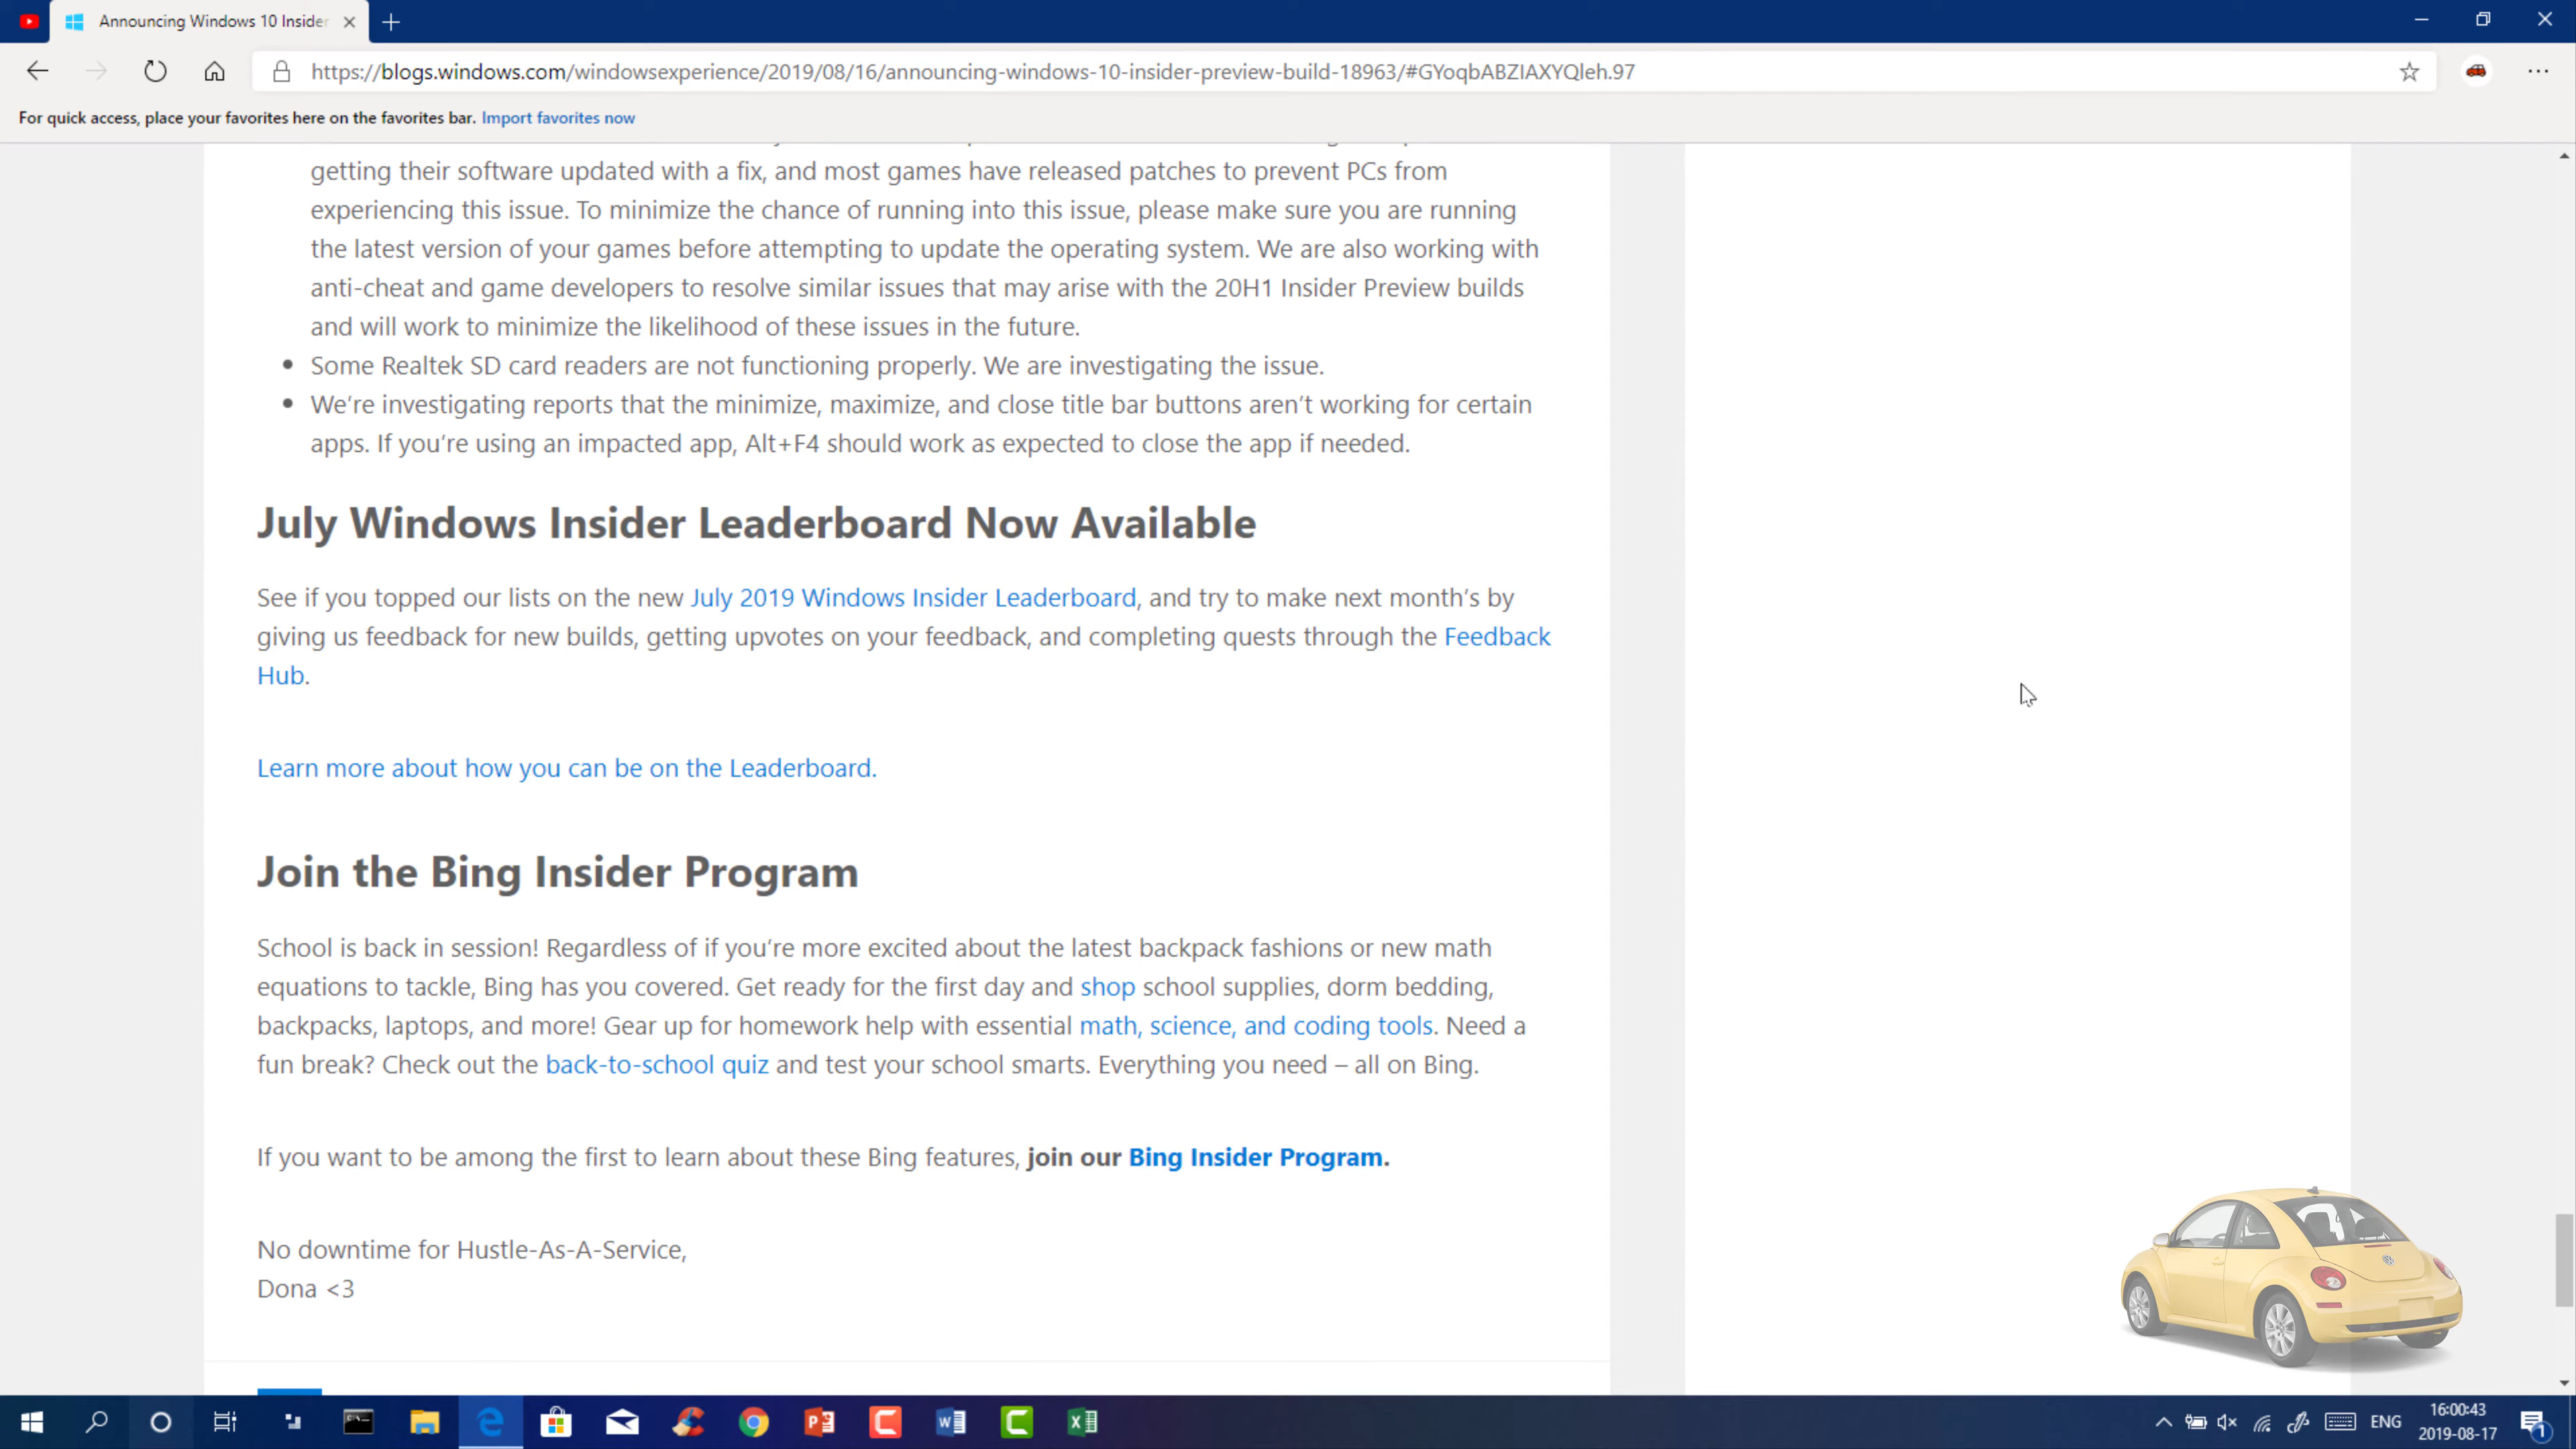 Announcing Windows 10 Insider
https://blogs.windows.com/windowsexperience/2019/08/16/announcing-windows-10-insider-preview-build-18963/#GYoqbABZIAXYQleh.97
For quick access, place your favorites here on the favorites bar. Import favorites now
getting their software updated with a fix, and most games have released patches to prevent PCs from
experiencing this issue. To minimize the chance of running into this issue, please make sure you are running
the latest version of your games before attempting to update the operating system. We are also working with
anti-cheat and game developers to resolve similar issues that may arise with the 20H1 Insider Preview builds
and will work to minimize the likelihood of these issues in the future.
• Some Realtek SD card readers are not functioning properly. We are investigating the issue.
• We’re investigating reports that the minimize, maximize, and close title bar buttons aren’t working for certain
apps. If you’re using an impacted app, Alt+F4 should work as expected to close the app if needed.
July Windows Insider Leaderboard Now Available
See if you topped our lists on the new July 2019 Windows Insider Leaderboard, and try to make next month’s by
giving us feedback for new builds, getting upvotes on your feedback, and completing quests through the Feedback
Hub.
Learn more about how you can be on the Leaderboard.
Join the Bing Insider Program
School is back in session! Regardless of if you’re more excited about the latest backpack fashions or new math
equations to tackle, Bing has you covered. Get ready for the first day and shop school supplies, dorm bedding,
backpacks, laptops, and more! Gear up for homework help with essential math, science, and coding tools. Need a
fun break? Check out the back-to-school quiz and test your school smarts. Everything you need – all on Bing.
If you want to be among the first to learn about these Bing features, join our Bing Insider Program.
No downtime for Hustle-As-A-Service,
Dona <3
ENG
16:00:43
2019-08-17
1